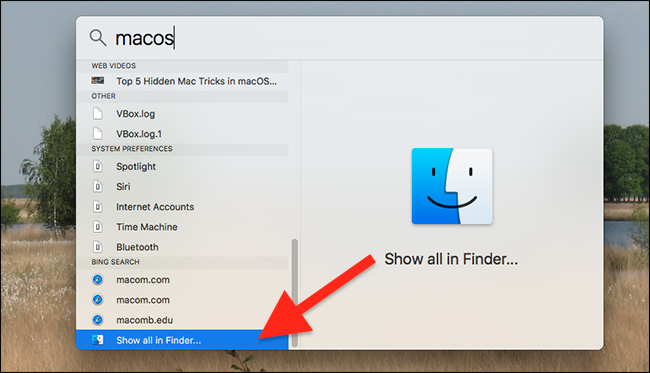 macos
WEB VIDEOS
Top 5 Hidden Mac Tricks in macOS...
OTHER
VBox.log
VBox.log.1
SYSTEM PREFERENCES
Spotlight
Siri
Internet Accounts
Time Machine
Bluetooth
BING SEARCH
macom.com
macom.com
macomb.edu
Show all in Finder...
Show all in Finder...